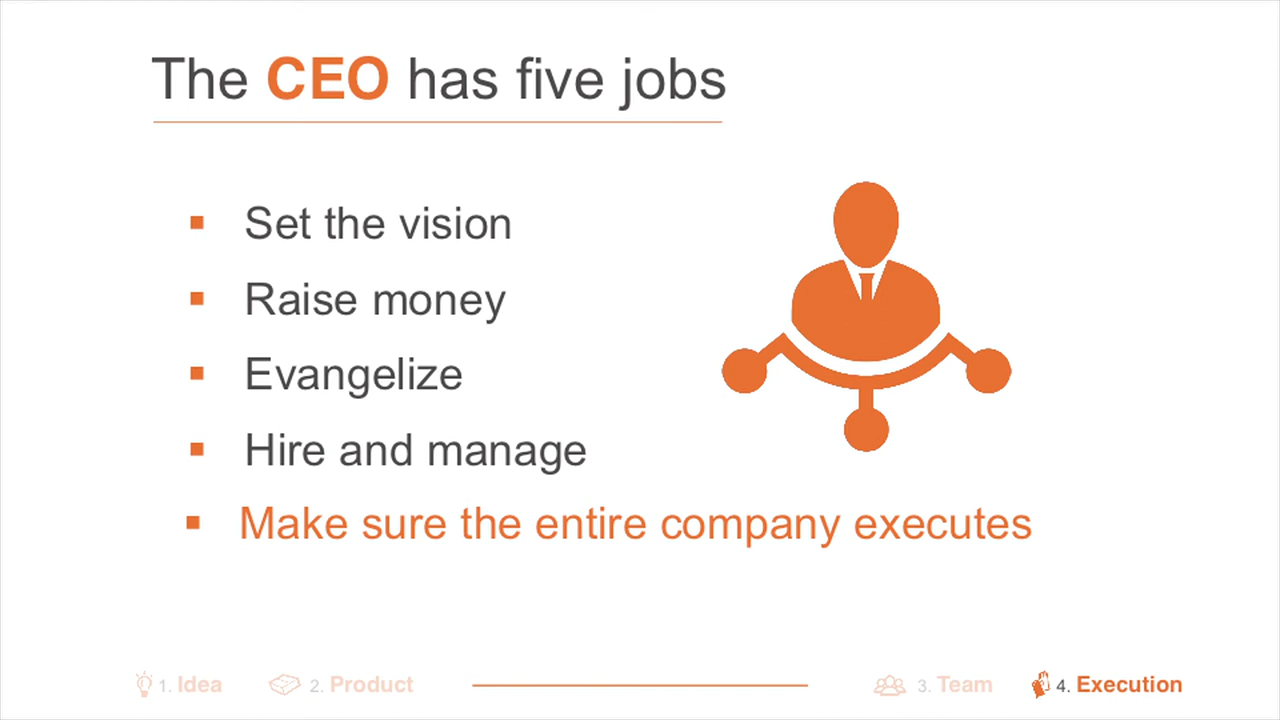 The CEO has five jobs
Set the vision
Raise money
Evangelize
Hire and manage
Make sure the entire company executes
1. Idea
2. Product
3. Team
4. Execution